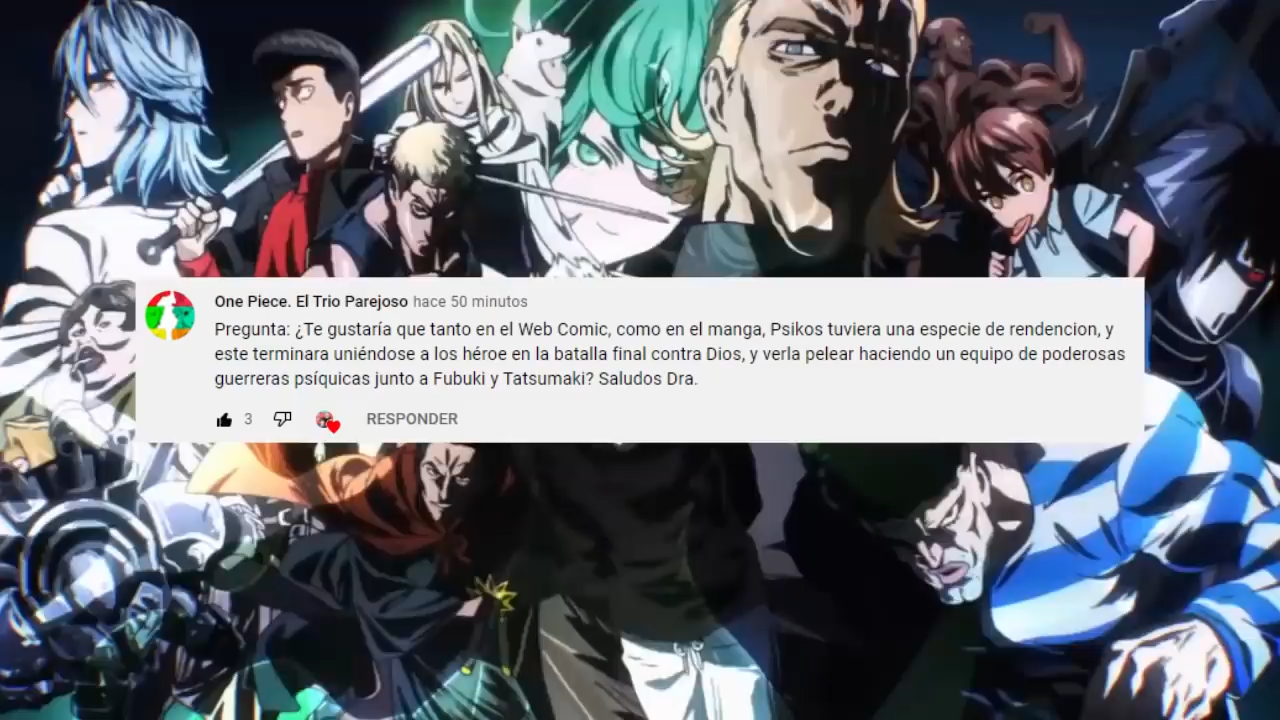 One Piece. El Trio Parejoso hace 50 minutos
Pregunta: ¿Te gustaría que tanto en el Web Comic, como en el manga, Psikos tuviera una especie de rendencion, y
este terminara uniéndose a los héroe en la batalla final contra Dios, y verla pelear haciendo un equipo de poderosas
guerreras psíquicas junto a Fubuki y Tatsumaki? Saludos Dra.
3 RESPONDER